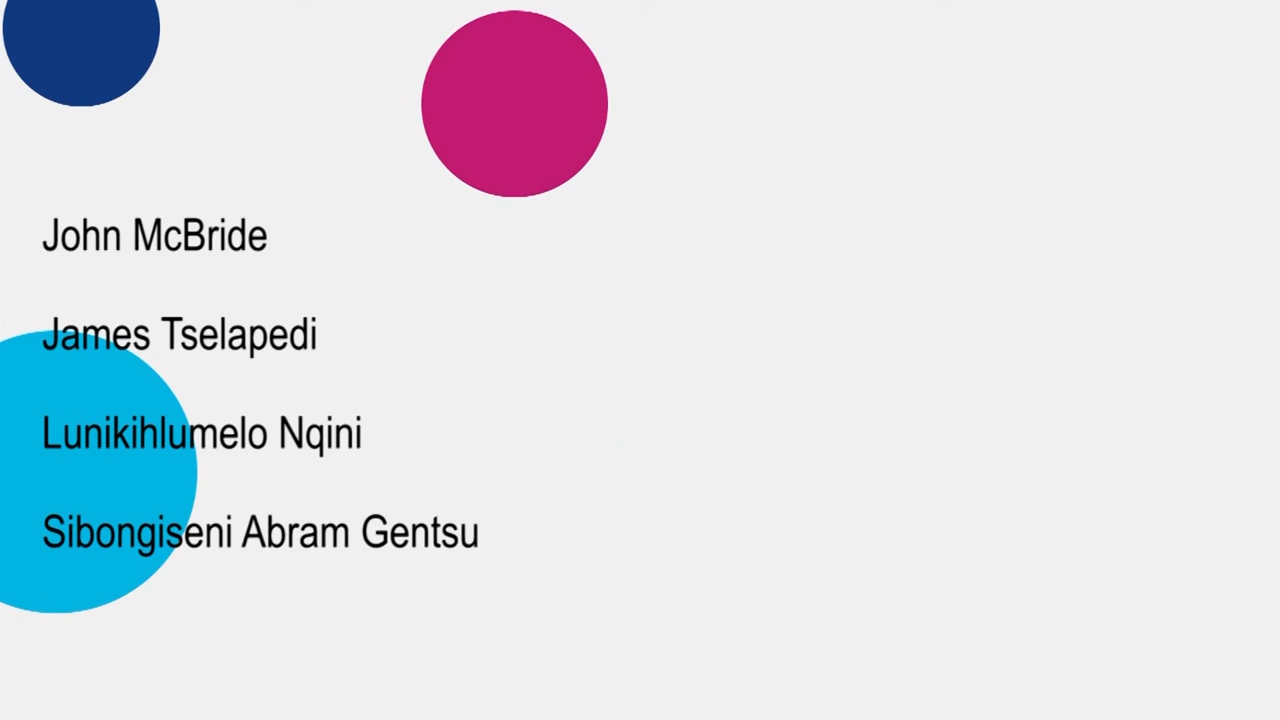 John McBride
James Tselapedi
Lunikihlumelo Nqini
Sibongiseni Abram Gentsu